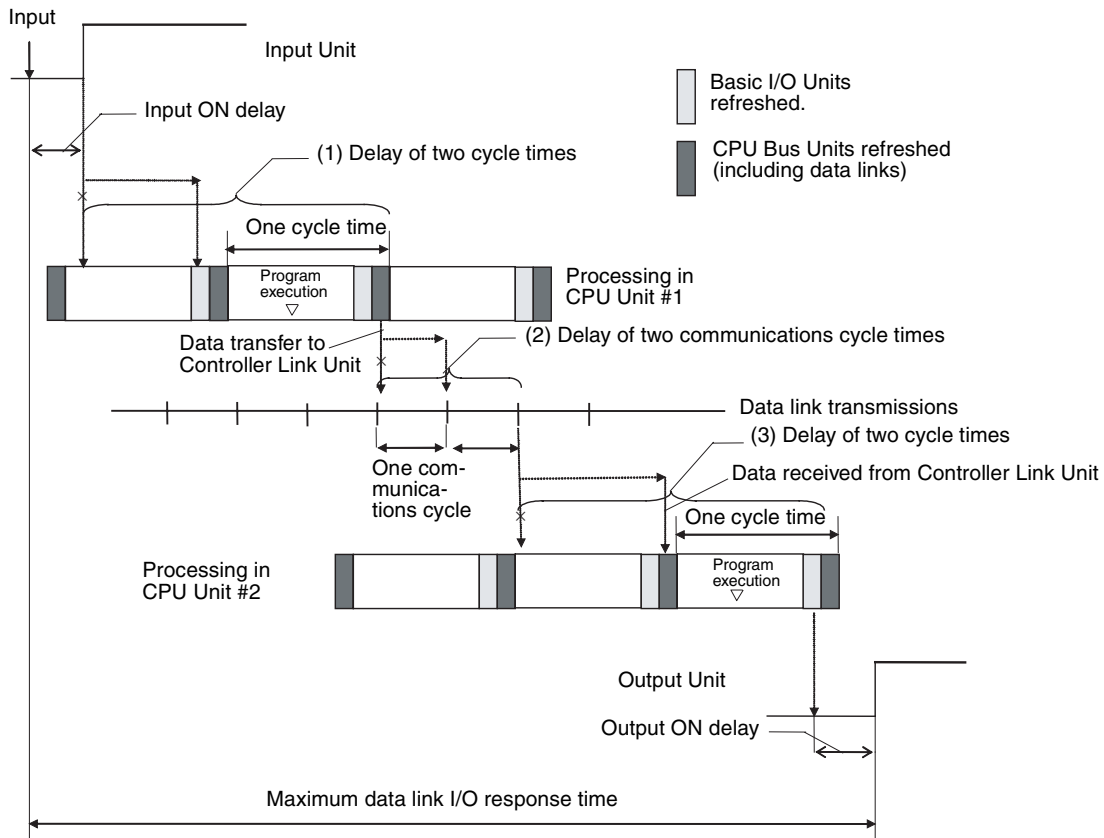 Input
Input Unit
Basic I/O Units
refreshed.
Input ON delay
CPU Bus Units refreshed
(including data links)
(1) Delay of two cycle times
One cycle time
Program
execution
Processing in
CPU Unit #1
Data transfer to
Controller Link Unit
(2) Delay of two communications cycle times
Data link transmissions
(3) Delay of two cycle times
One com-
munica-
tions cycle
Data received from Controller Link Unit
One cycle time
Processing in
CPU Unit #2
Program
execution
Output Unit
Output ON delay
Maximum data link I/O response time